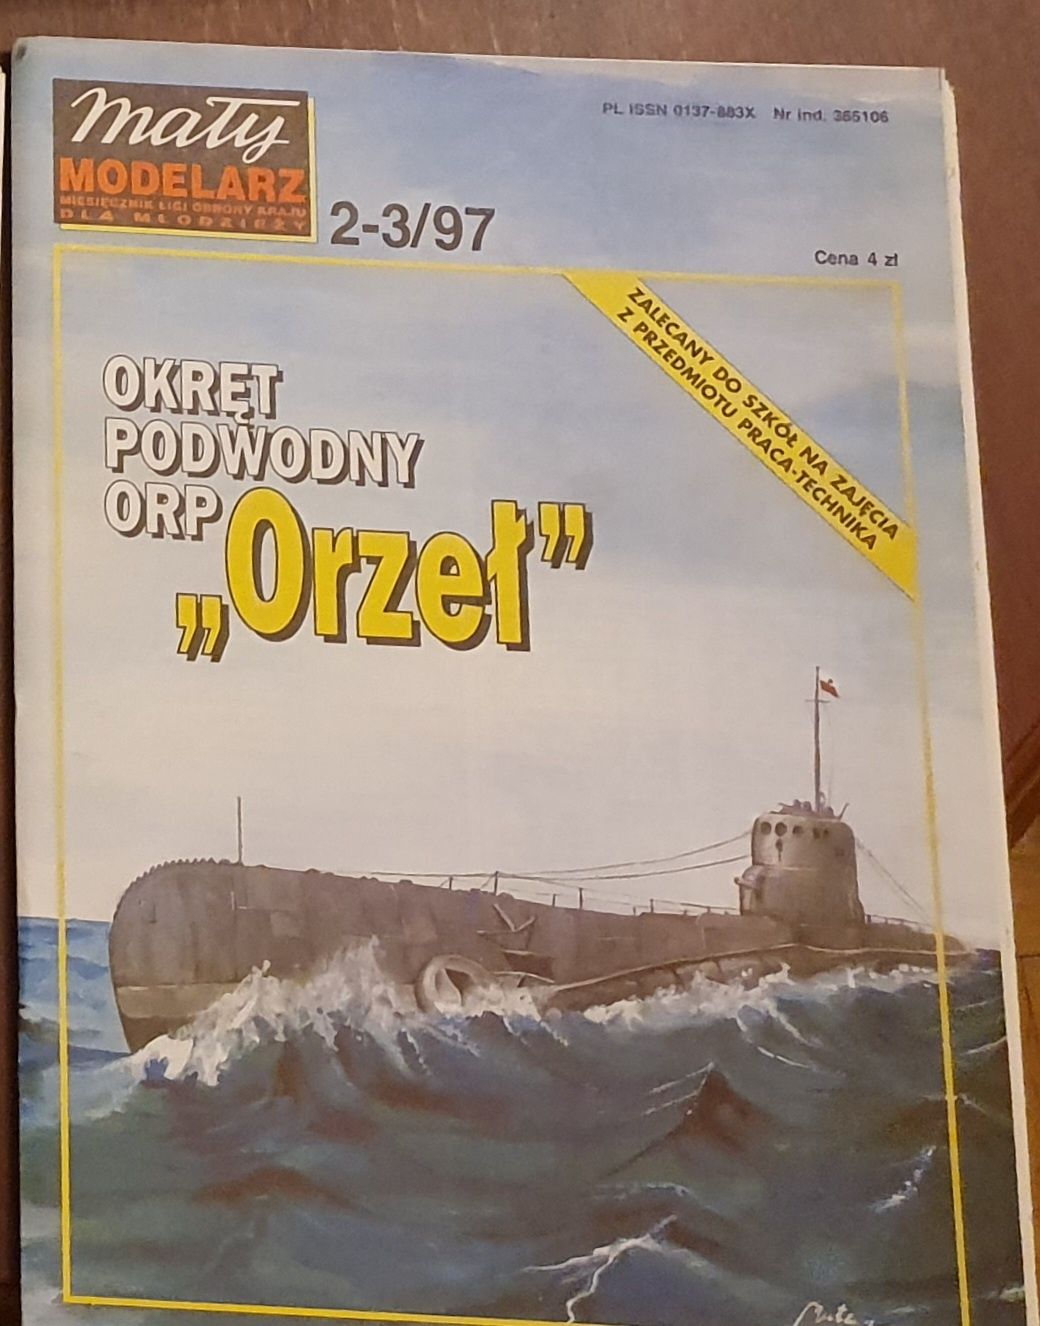 Mały
MODELARZ
MIESIĘCZNIK LIGI OBRONY KRAJU
DLA MŁODZIEŻY
2-3/97
PL ISSN 0137-883X Nr ind. 365106
Cena 4 zł
ZALECANY DO SZKÓŁ NA ZAJĘCIA
Z PRZEDMIOTU PRACA-TECHNIKA
OKRĘT
PODWODNY
ORP „Orzeł”